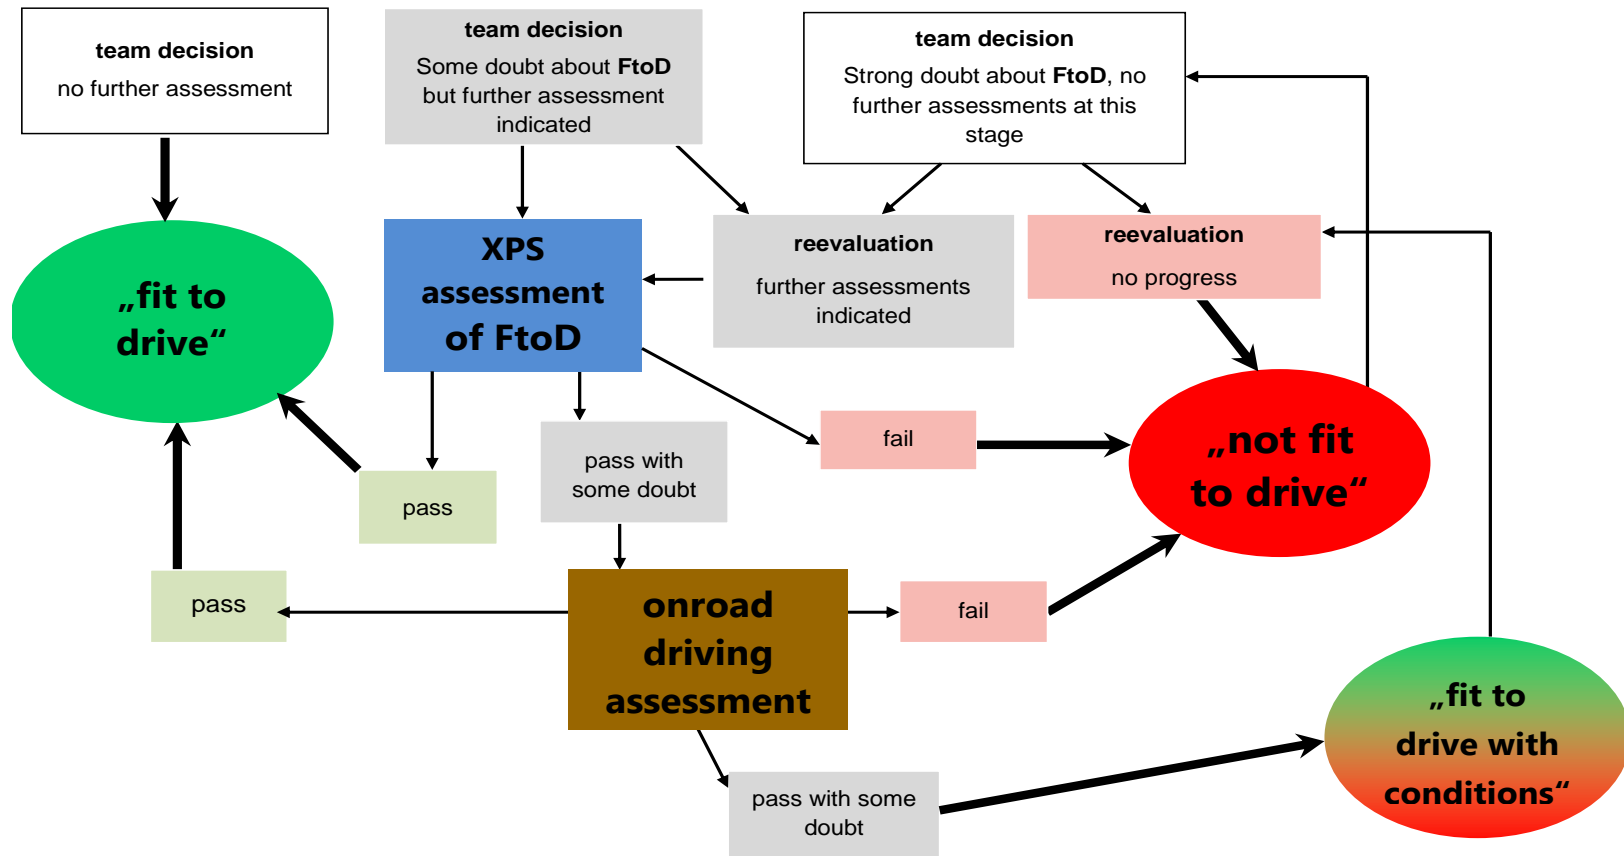 team decision
no further assessment
team decision
Some doubt about FtoD
but further assessment
indicated
team decision
Strong doubt about FtoD, no
further assessments at this
stage
„fit to
drive“
XPS
assessment
of FtoD
reevaluation
further assessments
indicated
reevaluation
no progress
fail
„not fit
to drive“
pass with
some doubt
pass
pass
onroad
driving
assessment
fail
„fit to
drive with
conditions“
pass with some
doubt